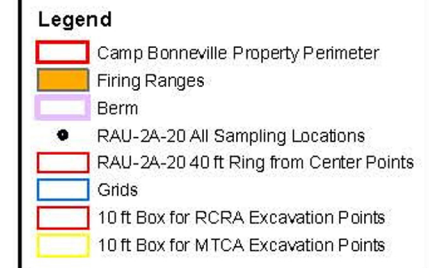 Legend
Camp Bonneville Property Perimeter
Firing Ranges
Berm
RAU-2A-20 All Sampling Locations
RAU-2A-20 40 ft Ring from Center Points
Grids
10 ft Box for RCRA Excavation Points
10 ft Box for MTCA Excavation Points